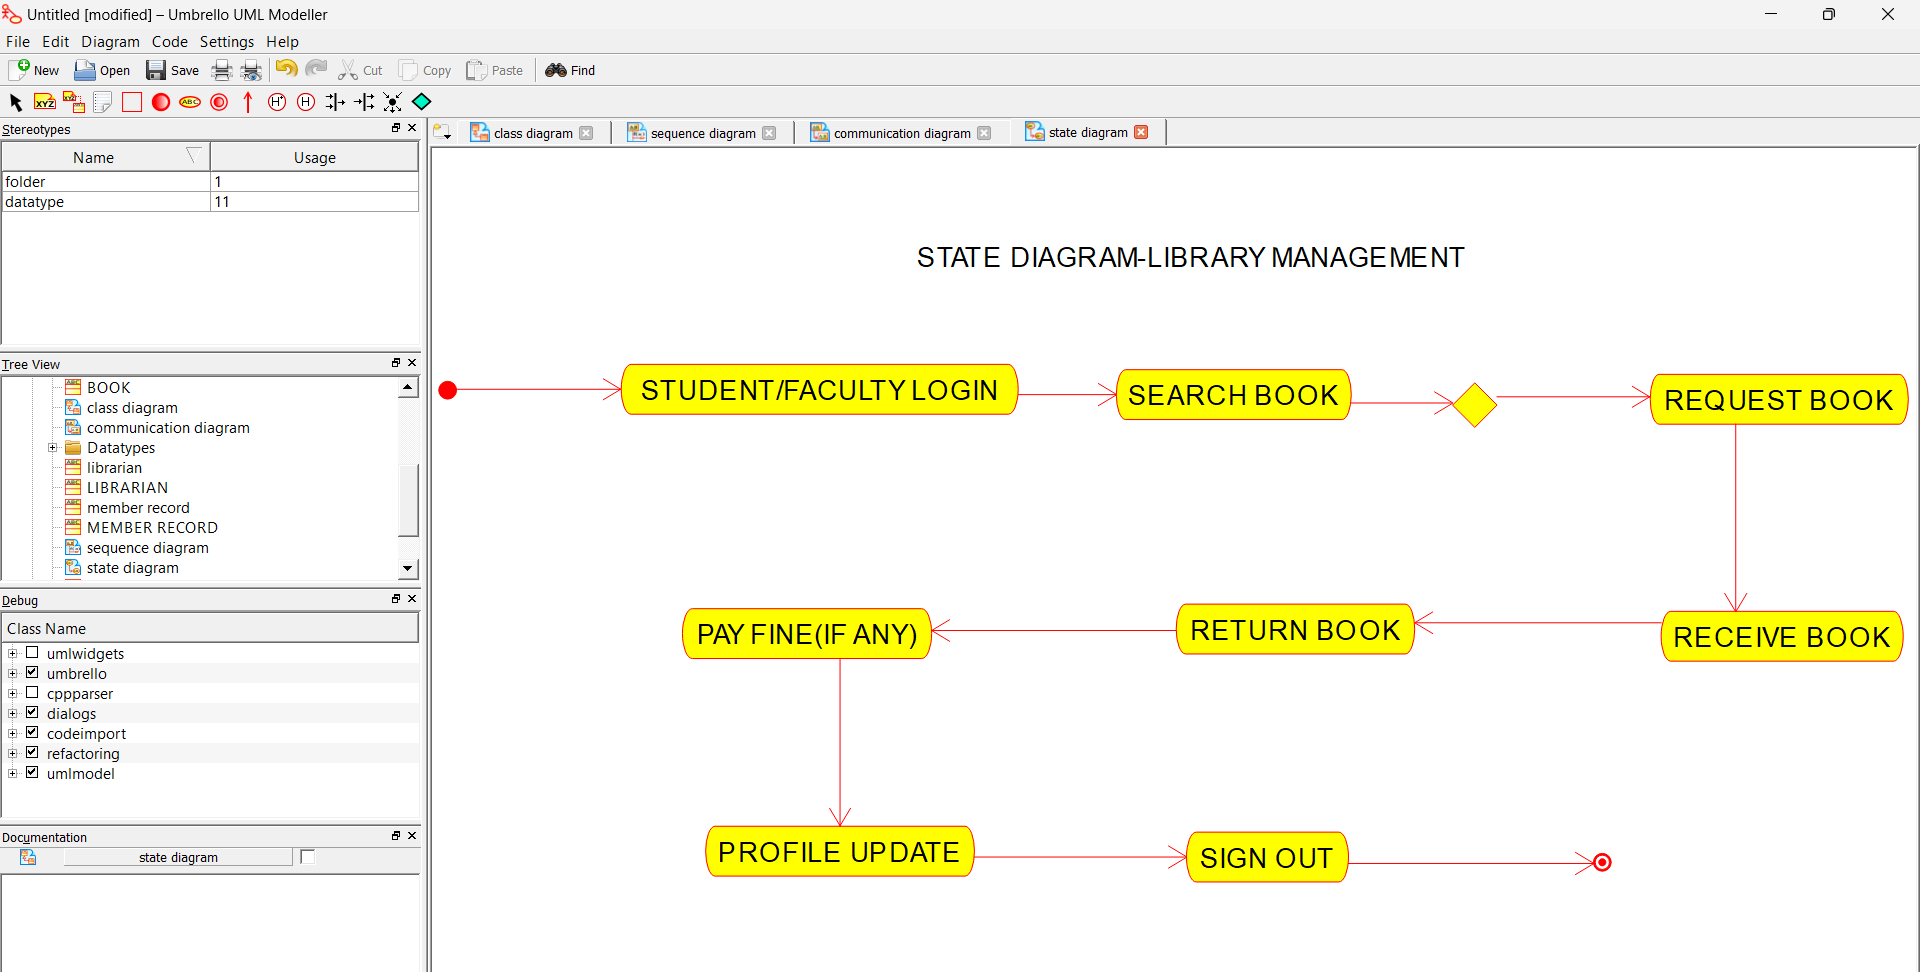 Untitled [modified] – Umbrello UML Modeller
File Edit Diagram Code Settings Help
New Open Save Cut Copy Paste Find
Stereotypes
Name Usage
folder 1
datatype 11
Tree View
BOOK
class diagram
communication diagram
Datatypes
librarian
LIBRARIAN
member record
MEMBER RECORD
sequence diagram
state diagram
Debug
Class Name
umlwidgets
umbrello
cppparser
dialogs
codeimport
refactoring
umlmodel
Documentation
state diagram
class diagram sequence diagram communication diagram state diagram
STATE DIAGRAM-LIBRARY MANAGEMENT
STUDENT/FACULTY LOGIN
SEARCH BOOK
REQUEST BOOK
RECEIVE BOOK
RETURN BOOK
PAY FINE(IF ANY)
PROFILE UPDATE
SIGN OUT